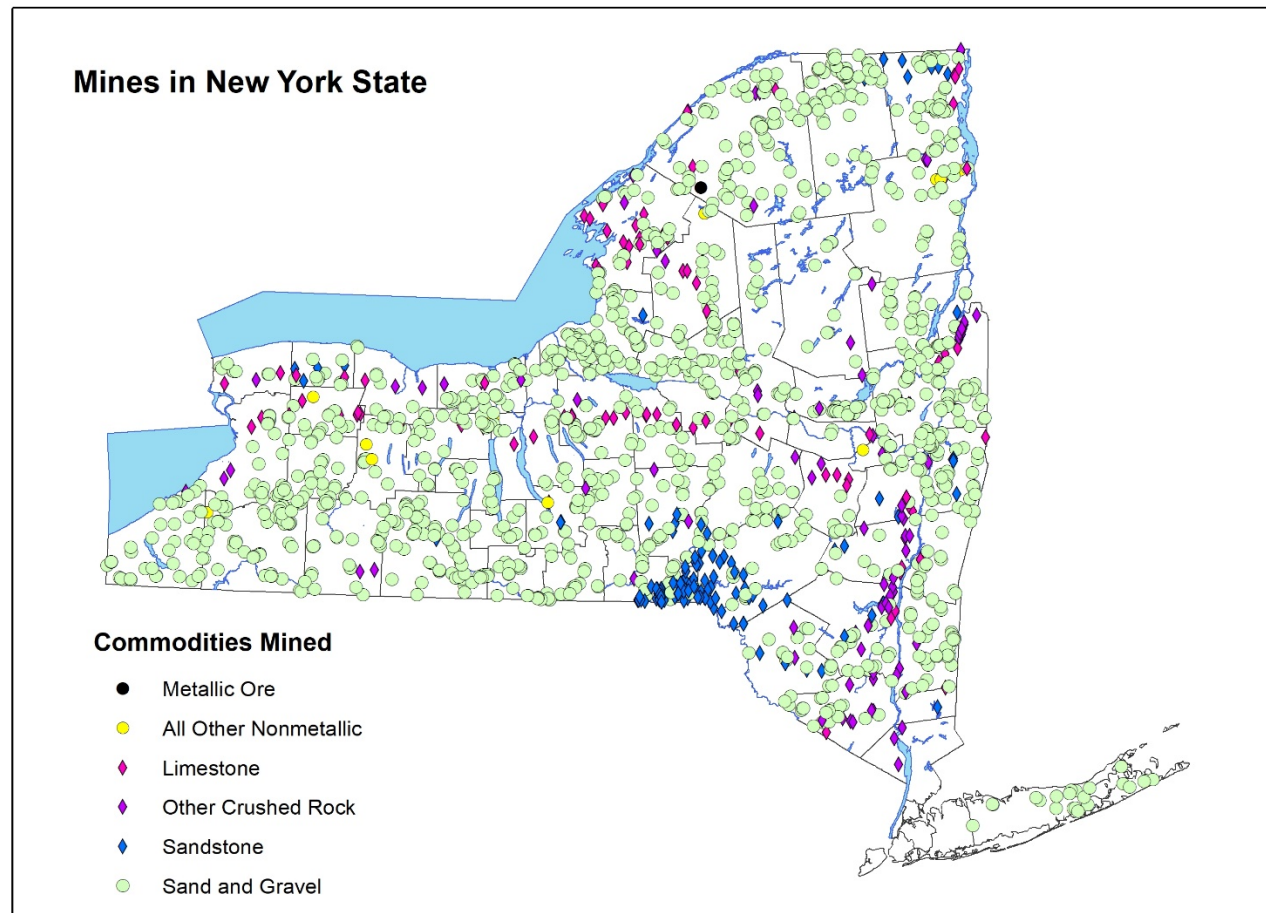 Mines in New York State
Commodities Mined
Metallic Ore
All Other Nonmetallic
Limestone
Other Crushed Rock
Sandstone
Sand and Gravel